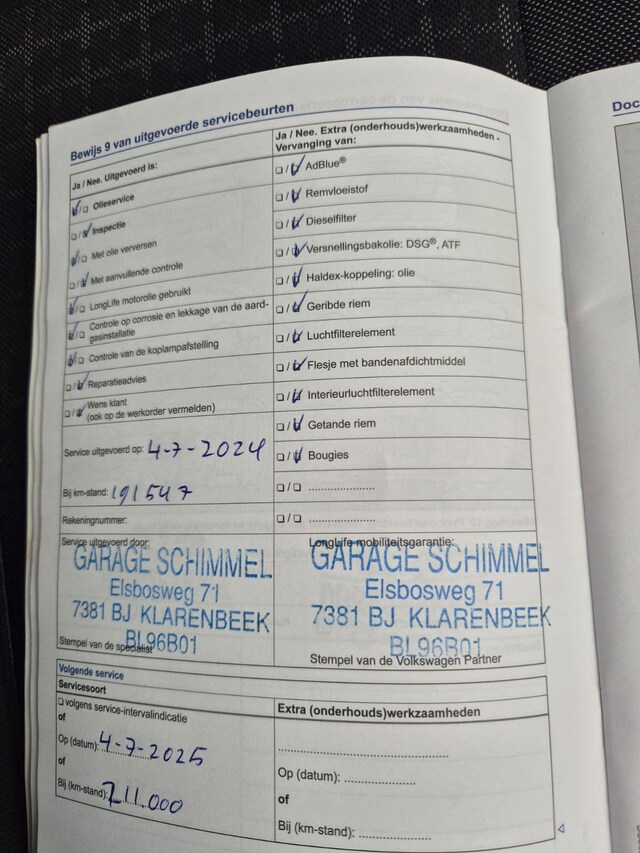 Bewijs 9 van uitgevoerde servicebeurten
Ja / Nee. Uitgevoerd is:
Olieservice
Inspectie
Met olie verversen
Met aanvullende controle
LongLife motorolie gebruikt
Controle op corrosie en lekkage van de aard-
gasinstallatie
Controle van de koplampafstelling
Reparatieadvies
Wens klant
(ook op de werkorder vermelden)
Service uitgevoerd op: 4-7-2024
Bij km-stand: 191547
Rekeningnummer:
Service uitgevoerd door:
GARAGE SCHIMMEL
Elsbosweg 71
7381 BJ KLARENBEEK
BL96B01
Stempel van de specialist
Ja / Nee. Extra (onderhouds)werkzaamheden -
Vervanging van:
AdBlue®
Remvloeistof
Dieselfilter
Versnellingsbakolie: DSG®, ATF
Haldex-koppeling: olie
Geribde riem
Luchtfilterelement
Flesje met bandenafdichtmiddel
Interieurluchtfilterelement
Getande riem
Bougies
LongLife-mobiliteitsgarantie:
GARAGE SCHIMMEL
Elsbosweg 71
7381 BJ KLARENBEEK
BL96B01
Stempel van de Volkswagen Partner
Volgende service
Servicesoort
volgens service-intervalindicatie
of
Op (datum): 4-7-2025
of
Bij (km-stand): 211.000
Extra (onderhouds)werkzaamheden
Op (datum):
of
Bij (km-stand):
Doc